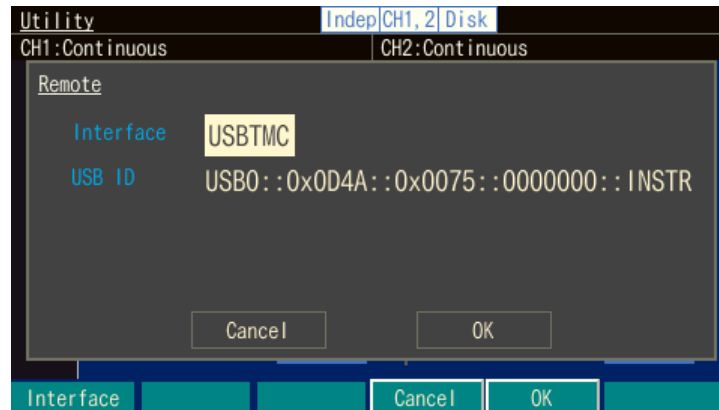 Utility Indep CH1,2 Disk
CH1:Continuous CH2:Continuous
Remote
Interface USBTMC
USB ID USB0::0x0D4A::0x0075::0000000::INSTR
Cancel OK
Interface Cancel OK